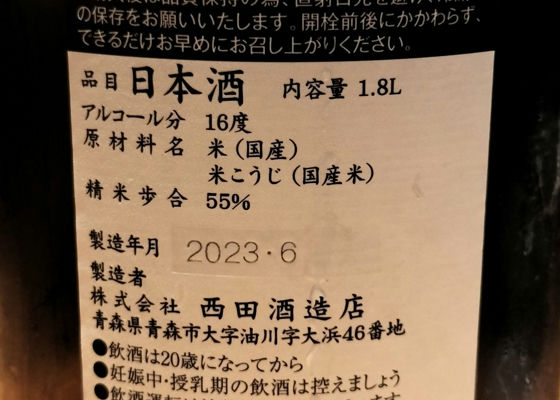 の保存をお願いいたします。開栓前後にかかわらず、
できるだけお早めにお召し上がりください。
品目 日本酒 内容量 1.8L
アルコール分 16度
原材料名 米(国産)
米こうじ(国産米)
精米歩合 55%
製造年月 2023・6
製造者
株式会社 西田酒造店
青森県青森市大字油川字大浜46番地
●飲酒は20歳になってから
●妊娠中・授乳期の飲酒は控えましょう
●飲酒運転は